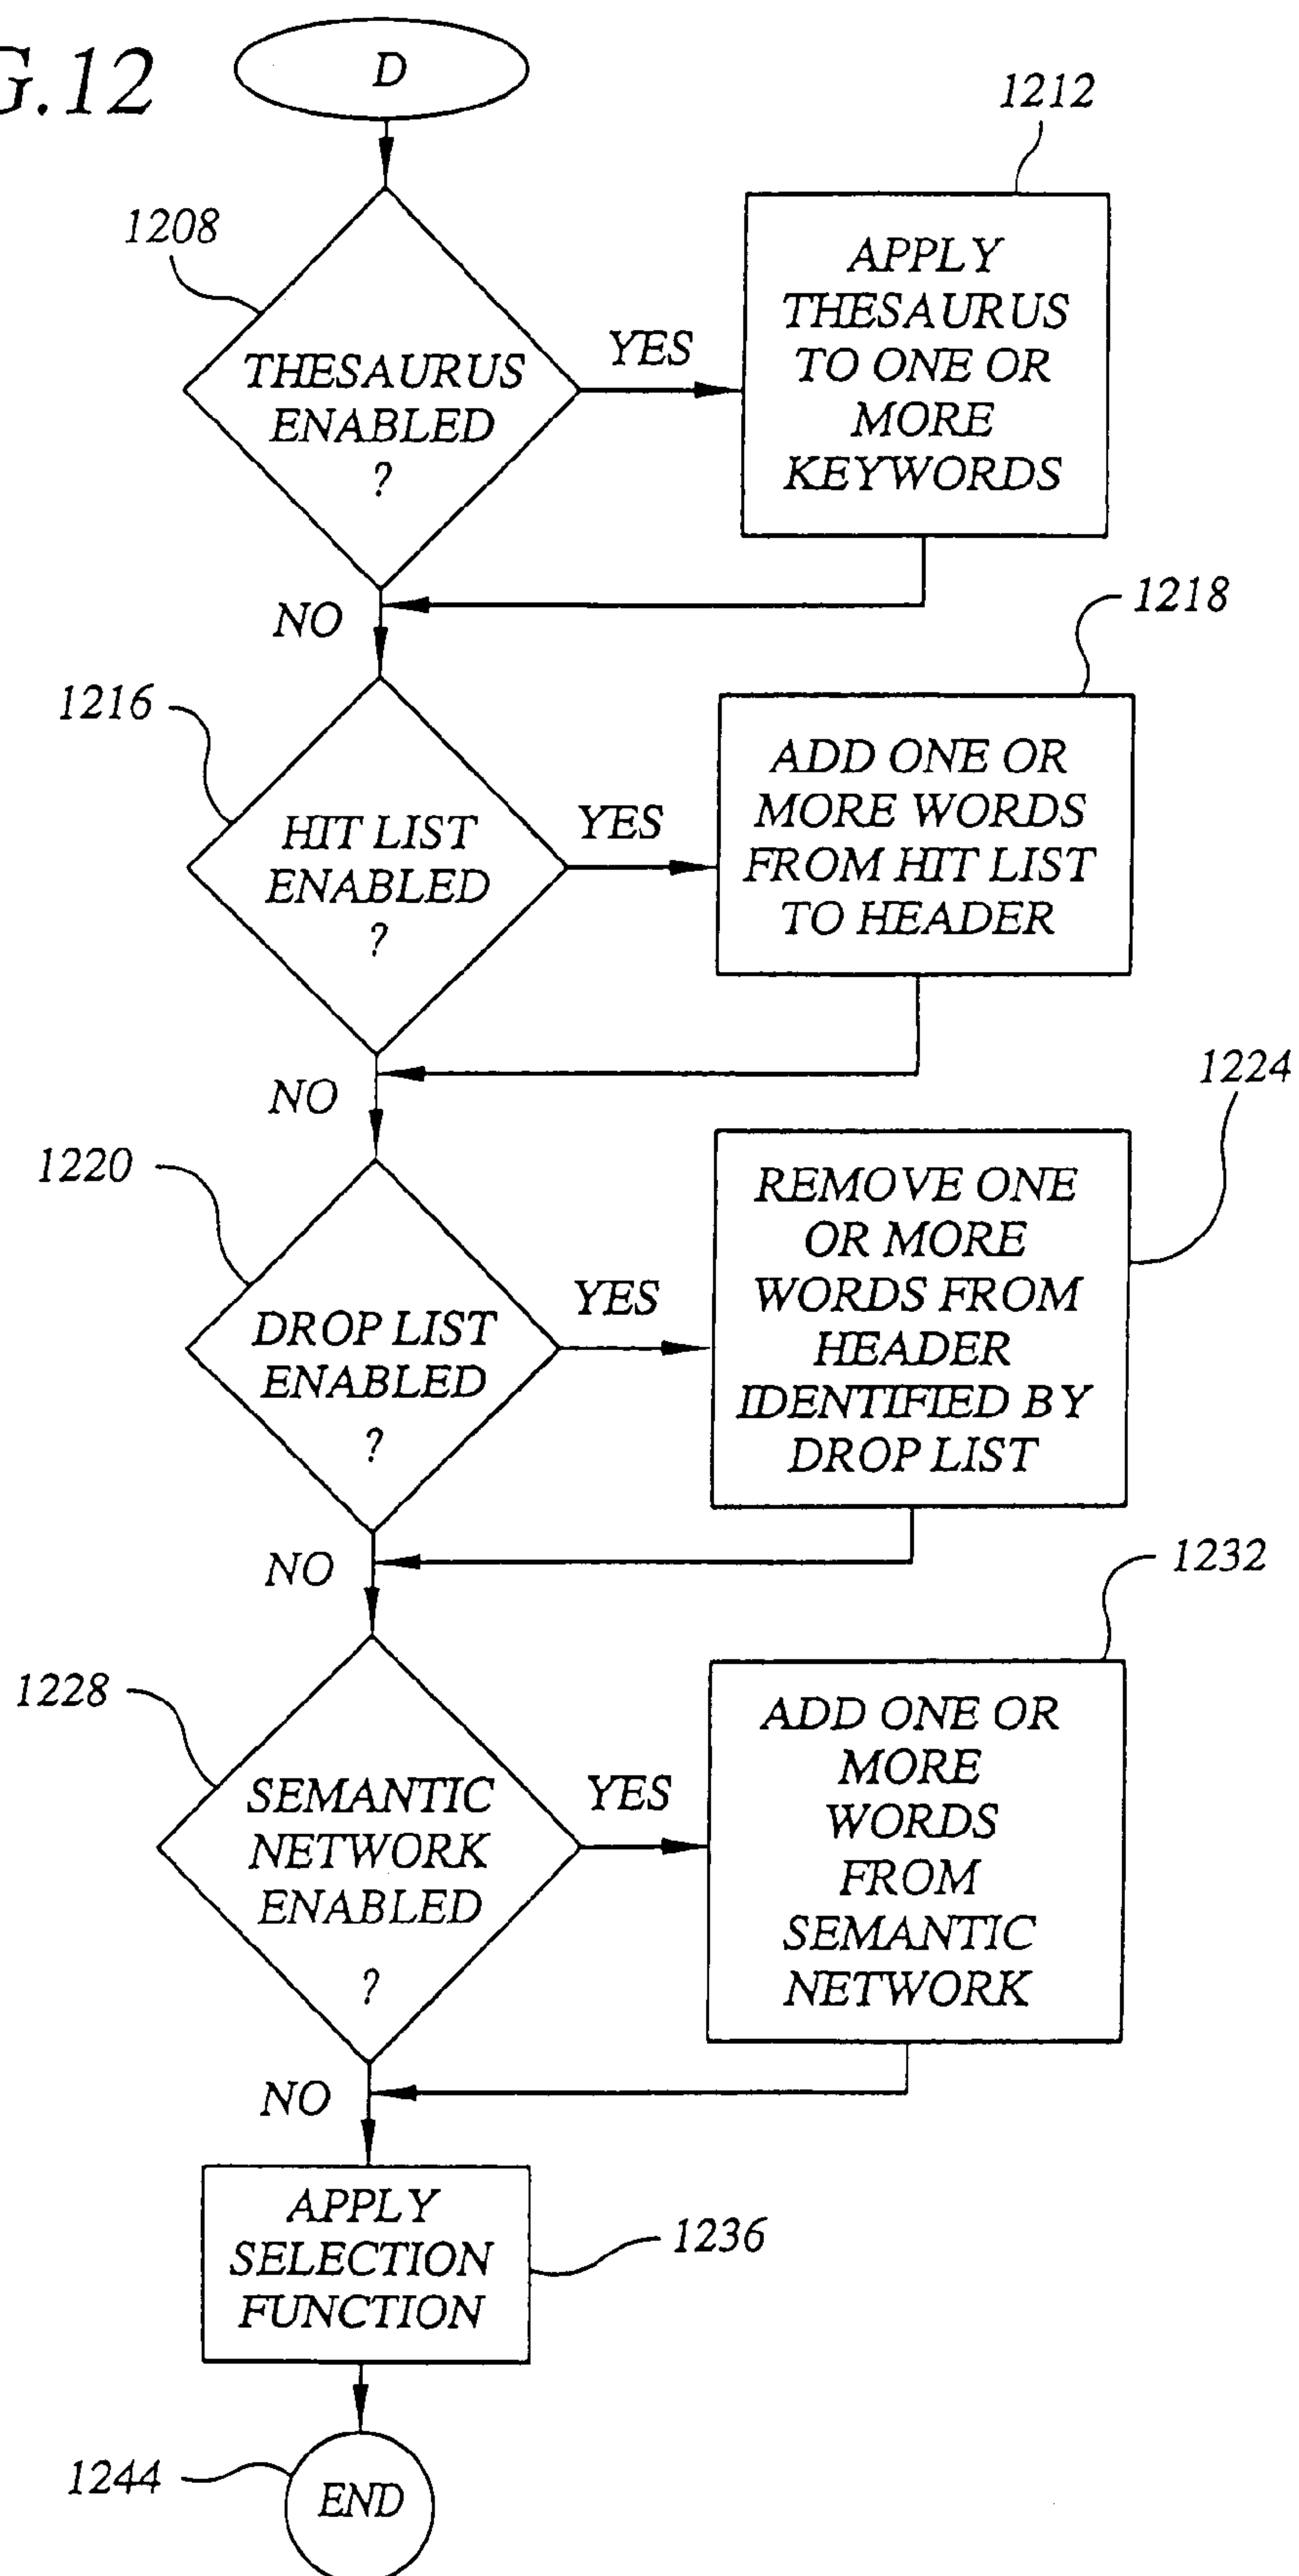 G.12
D
1212
1208
APPLY
THESAURUS
TO ONE OR
MORE
KEYWORDS
YES
THESAURUS
ENABLED
?
NO
1218
1216
ADD ONE OR
MORE WORDS
FROM HIT LIST
TO HEADER
YES
HIT LIST
ENABLED
?
NO
1224
1220
REMOVE ONE
OR MORE
WORDS FROM
HEADER
IDENTIFIED BY
DROP LIST
YES
DROP LIST
ENABLED
?
NO
1232
1228
ADD ONE OR
MORE
WORDS
FROM
SEMANTIC
NETWORK
YES
SEMANTIC
NETWORK
ENABLED
?
NO
APPLY
SELECTION
FUNCTION
1236
1244
END